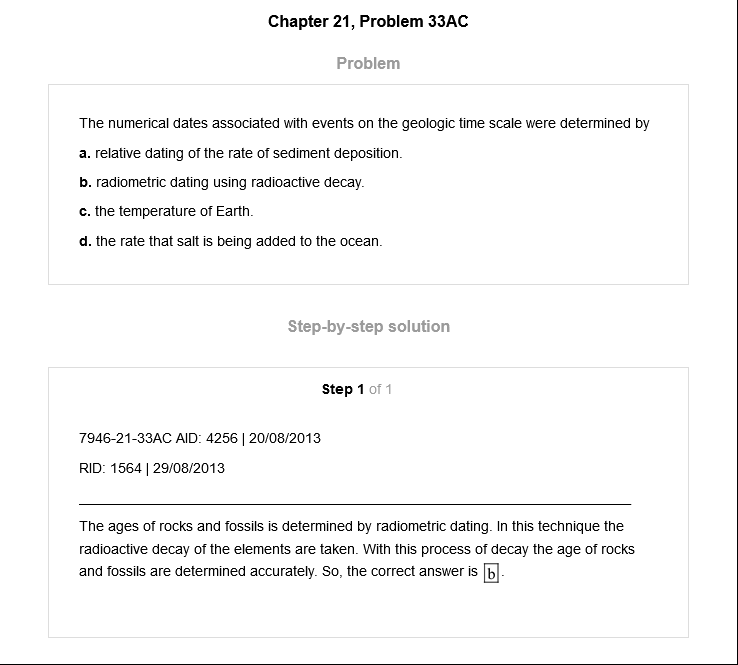 Chapter 21, Problem 33AC
Problem
The numerical dates associated with events on the geologic time scale were determined by
a. relative dating of the rate of sediment deposition.
b. radiometric dating using radioactive decay.
c. the temperature of Earth.
d. the rate that salt is being added to the ocean.
Step-by-step solution
Step 1 of 1
7946-21-33AC AID: 4256 | 20/08/2013
RID: 1564 | 29/08/2013
The ages of rocks and fossils is determined by radiometric dating. In this technique the
radioactive decay of the elements are taken. With this process of decay the age of rocks
and fossils are determined accurately. So, the correct answer is b.